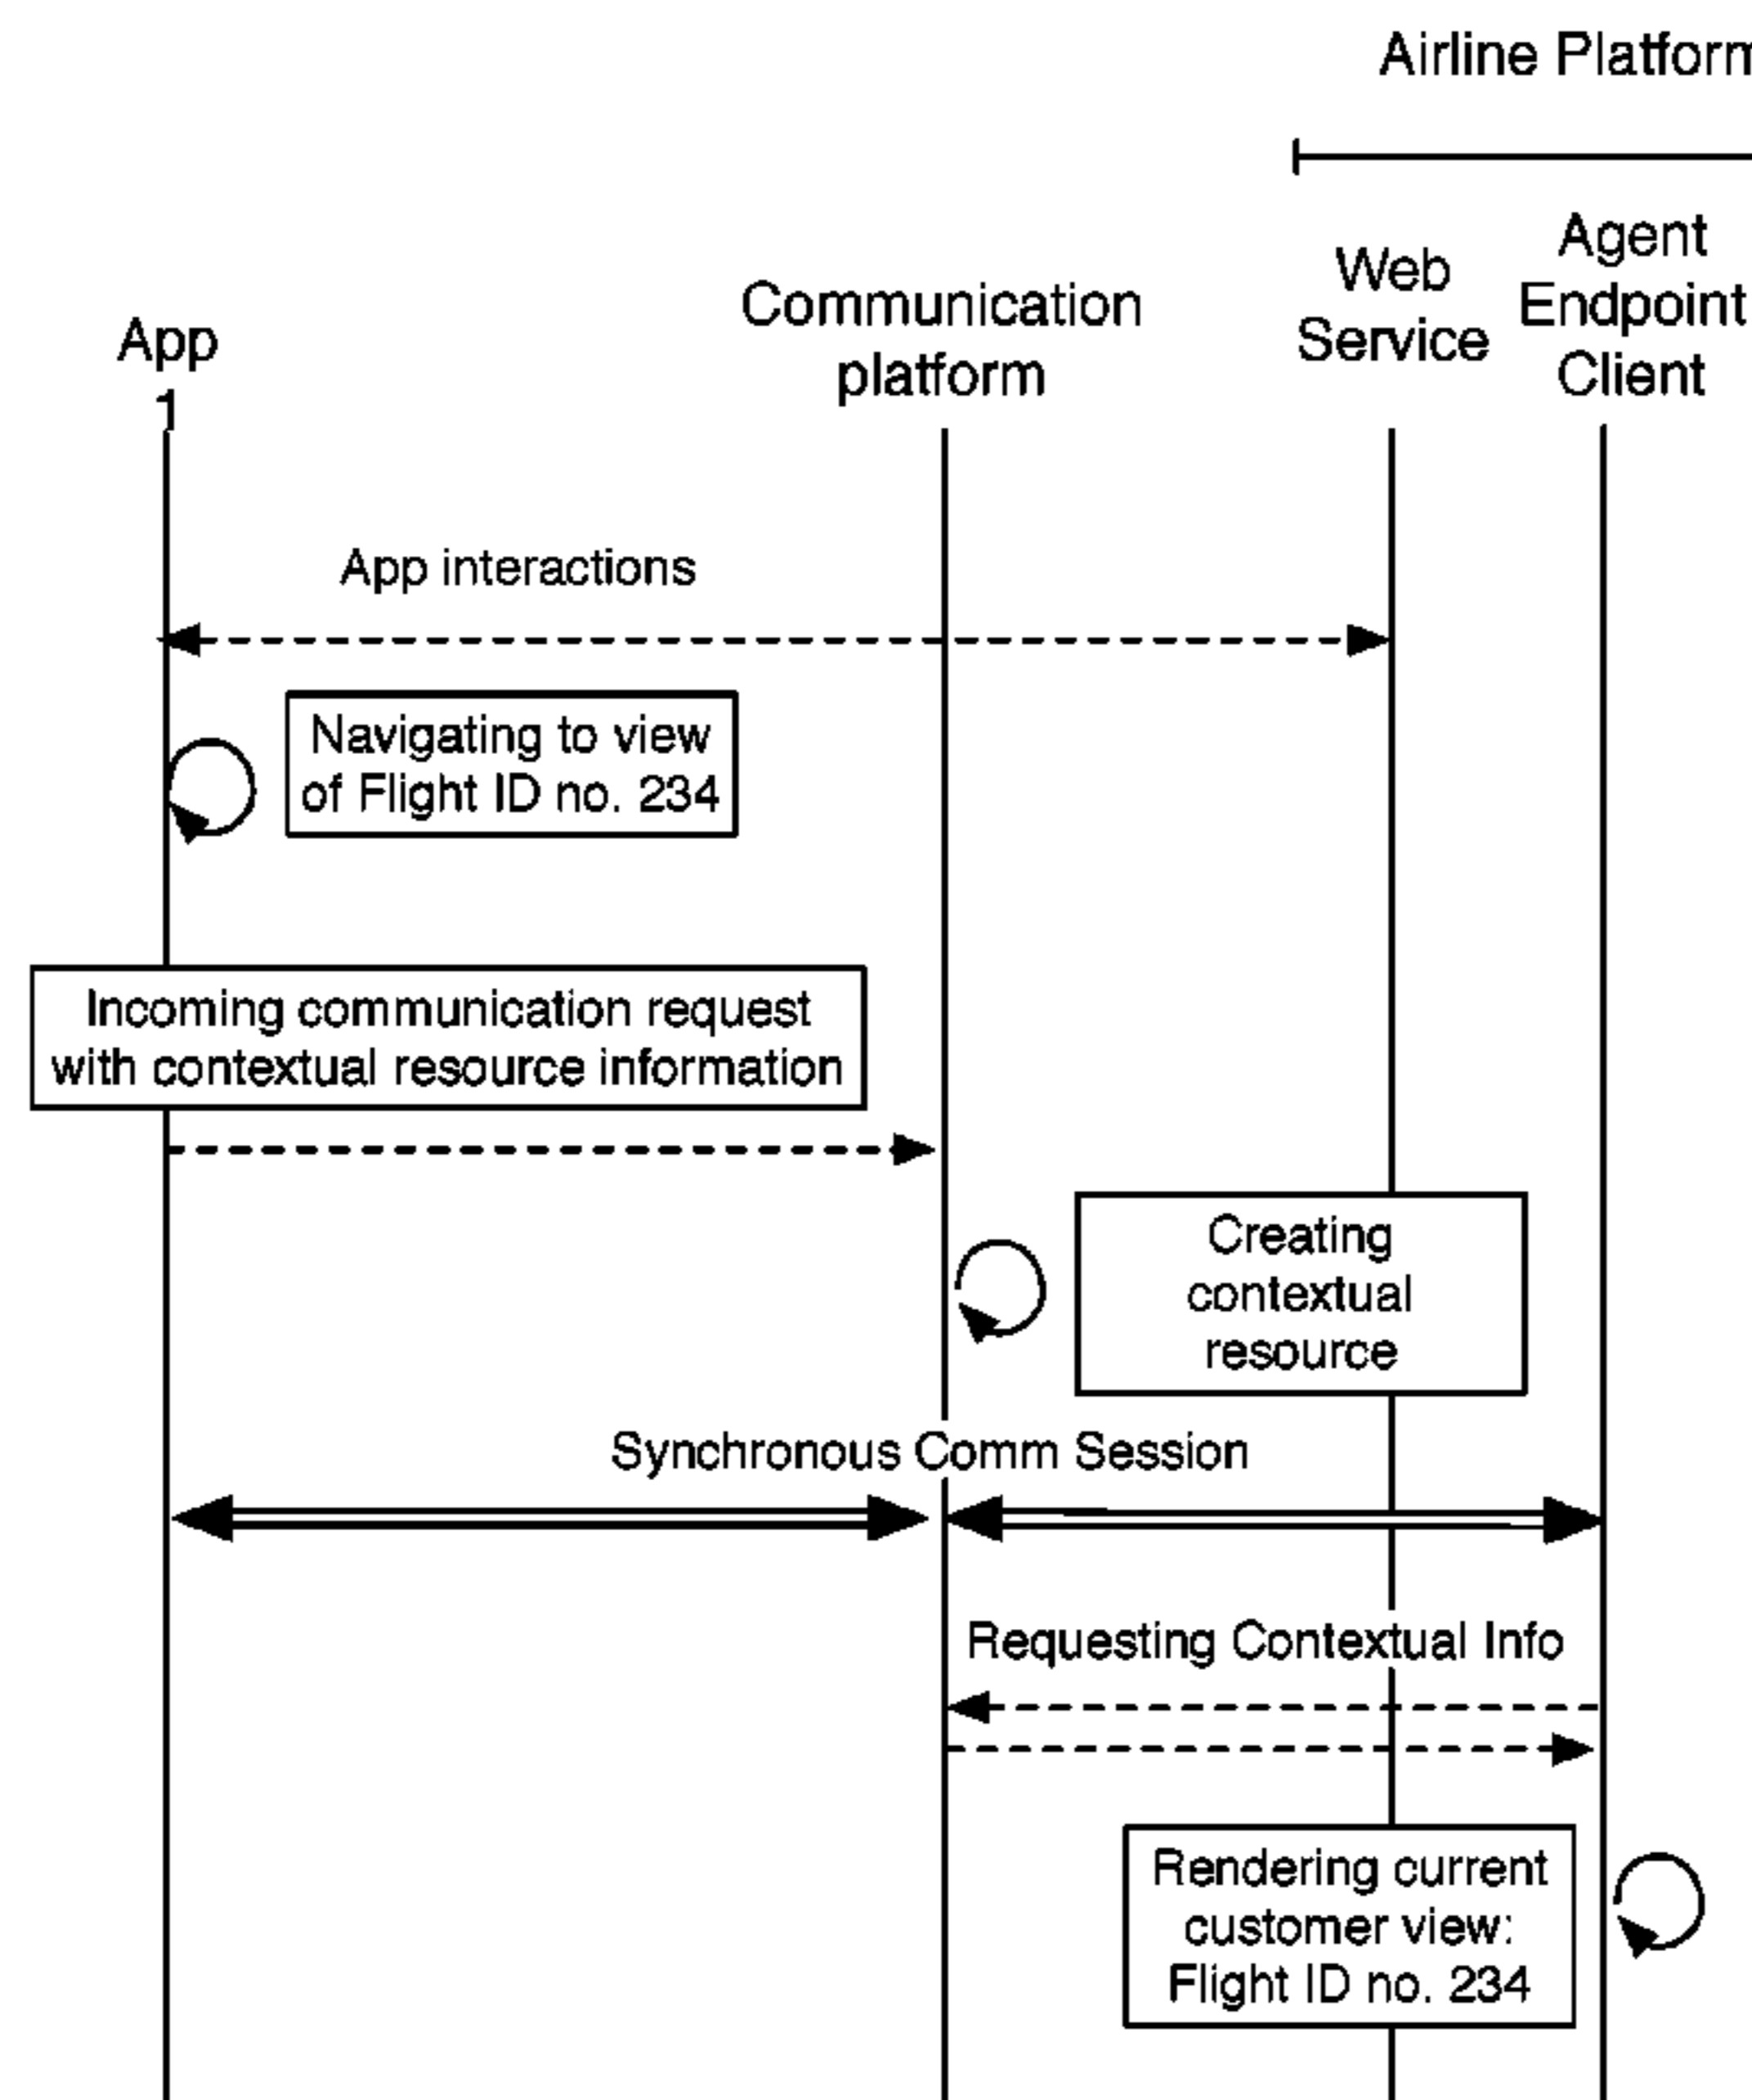 Airline Platform
Agent
Endpoint
Client
Web
Service
Communication
platform
App
1
App interactions
Navigating to view
of Flight ID no. 234
Incoming communication request
with contextual resource information
Creating
contextual
resource
Synchronous Comm Session
Requesting Contextual Info
Rendering current
customer view:
Flight ID no. 234